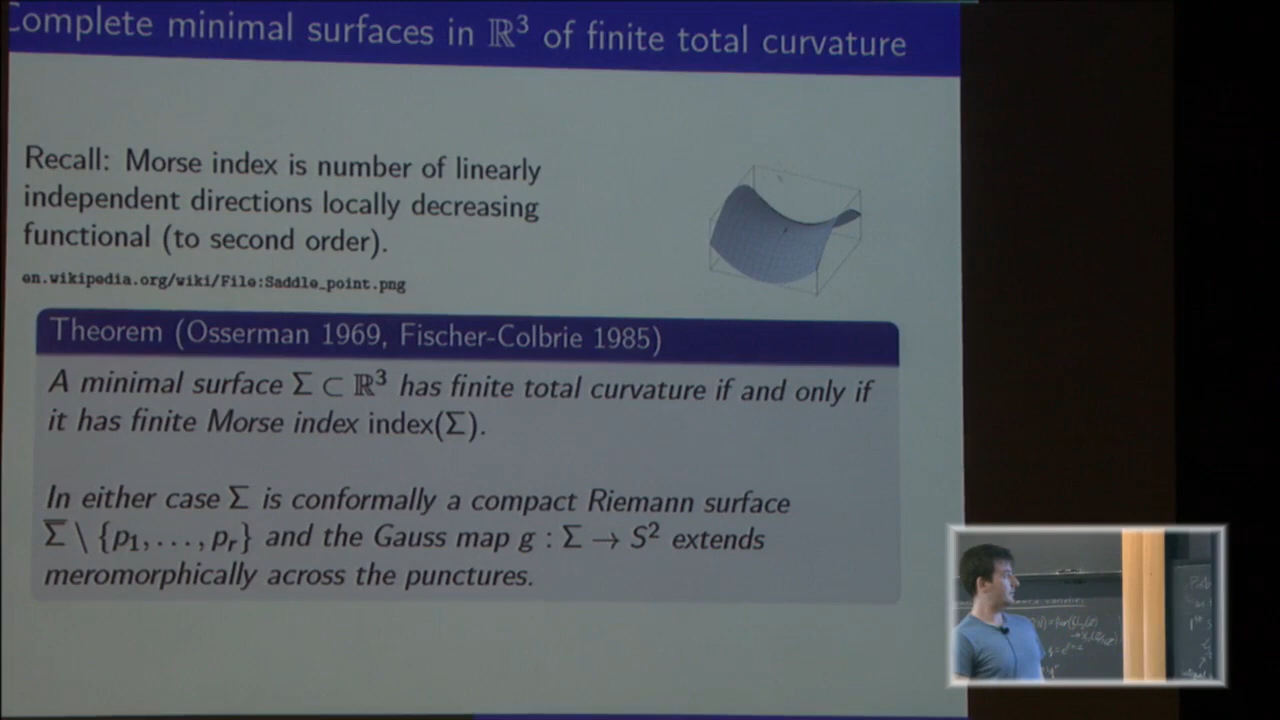 Complete minimal surfaces in ℝ³ of finite total curvature
Recall: Morse index is number of linearly
independent directions locally decreasing
functional (to second order).
en.wikipedia.org/wiki/File:Saddle_point.png
Theorem (Osserman 1969, Fischer-Colbrie 1985)
A minimal surface Σ ⊂ ℝ³ has finite total curvature if and only if
it has finite Morse index index(Σ).
In either case Σ is conformally a compact Riemann surface
Σ̄ \ {p₁, …, pᵣ} and the Gauss map g : Σ → S² extends
meromorphically across the punctures.